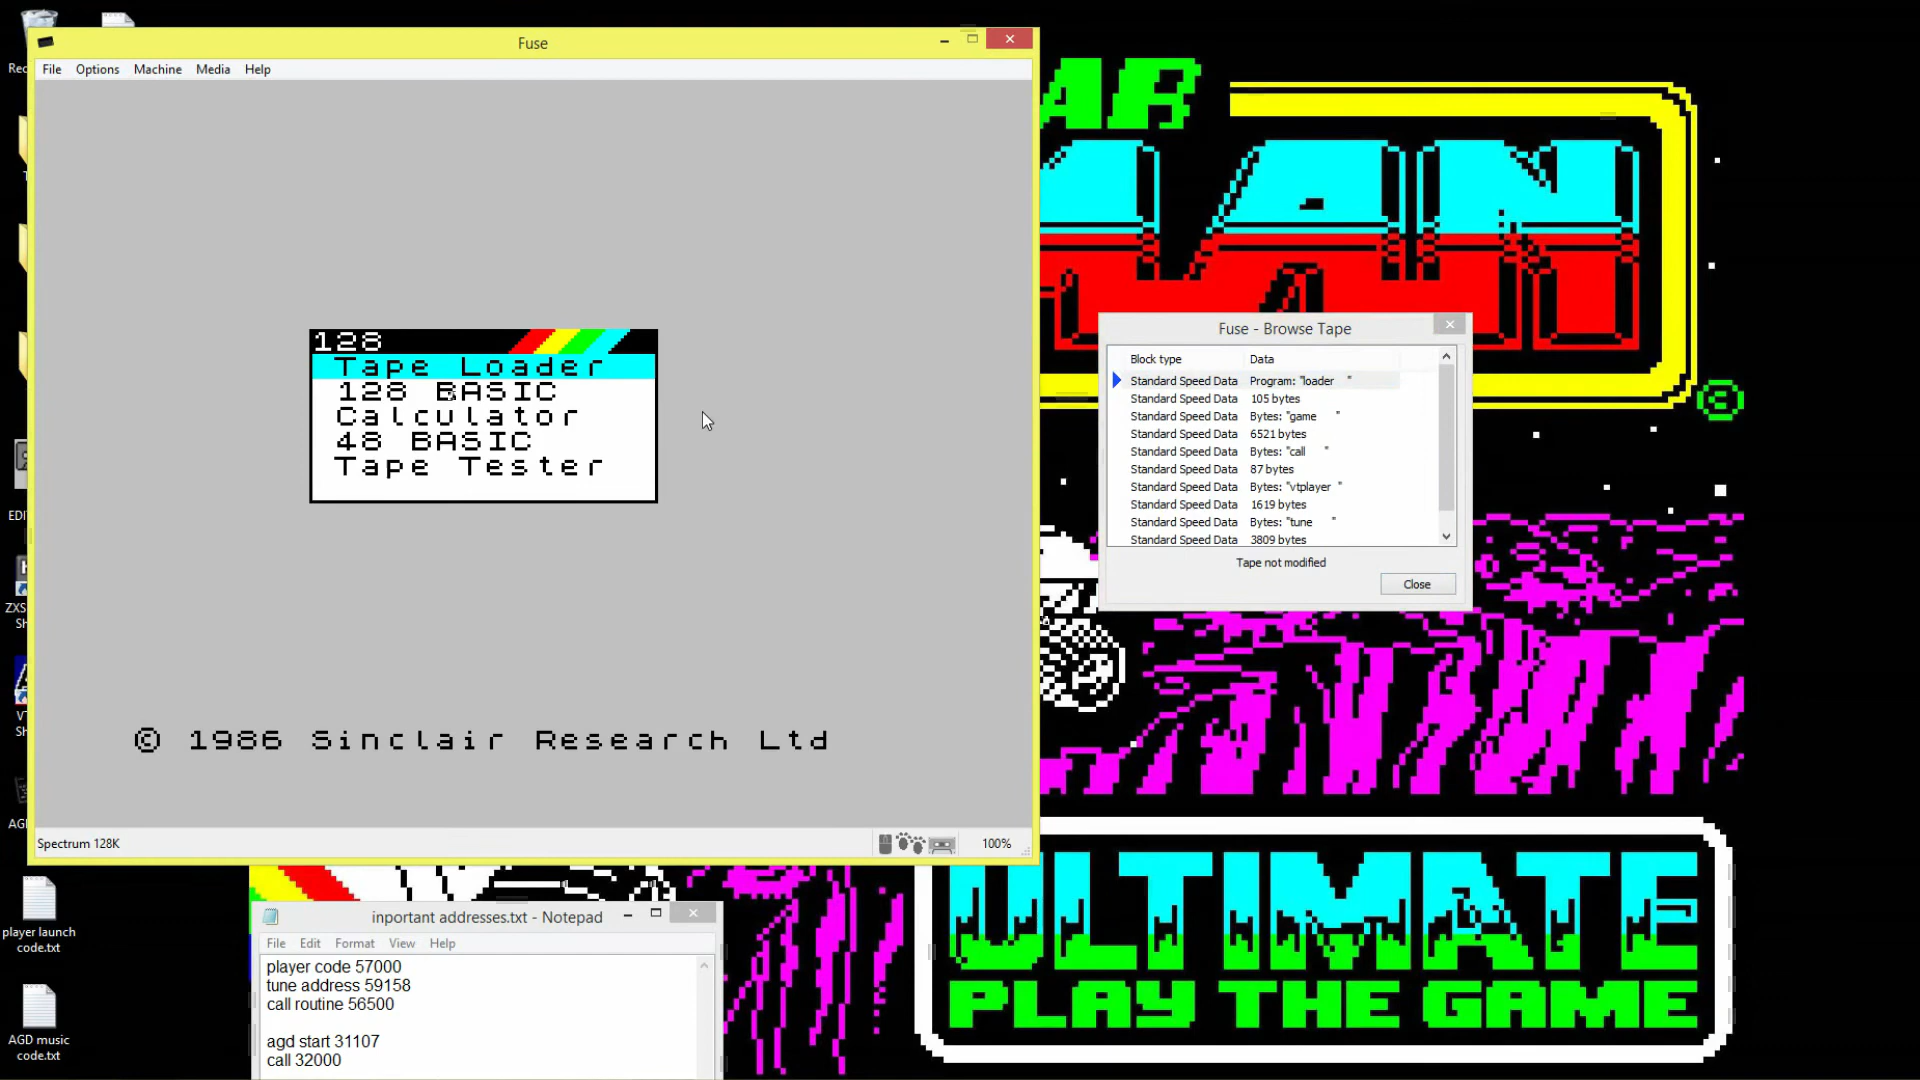 Fuse
File Options Machine Media Help
128
Tape Loader
128 BASIC
Calculator
48 BASIC
Tape Tester
© 1986 Sinclair Research Ltd
Spectrum 128K
100%
Fuse - Browse Tape
Block type Data
Standard Speed Data Program: "loader "
Standard Speed Data 105 bytes
Standard Speed Data Bytes: "game "
Standard Speed Data 6521 bytes
Standard Speed Data Bytes: "call "
Standard Speed Data 87 bytes
Standard Speed Data Bytes: "vtplayer "
Standard Speed Data 1619 bytes
Standard Speed Data Bytes: "tune "
Standard Speed Data 3809 bytes
Tape not modified
Close
inportant addresses.txt - Notepad
File Edit Format View Help
player code 57000
tune address 59158
call routine 56500
agd start 31107
call 32000
player launch
code.txt
AGD music
code.txt
©
ULTIMATE
PLAY THE GAME